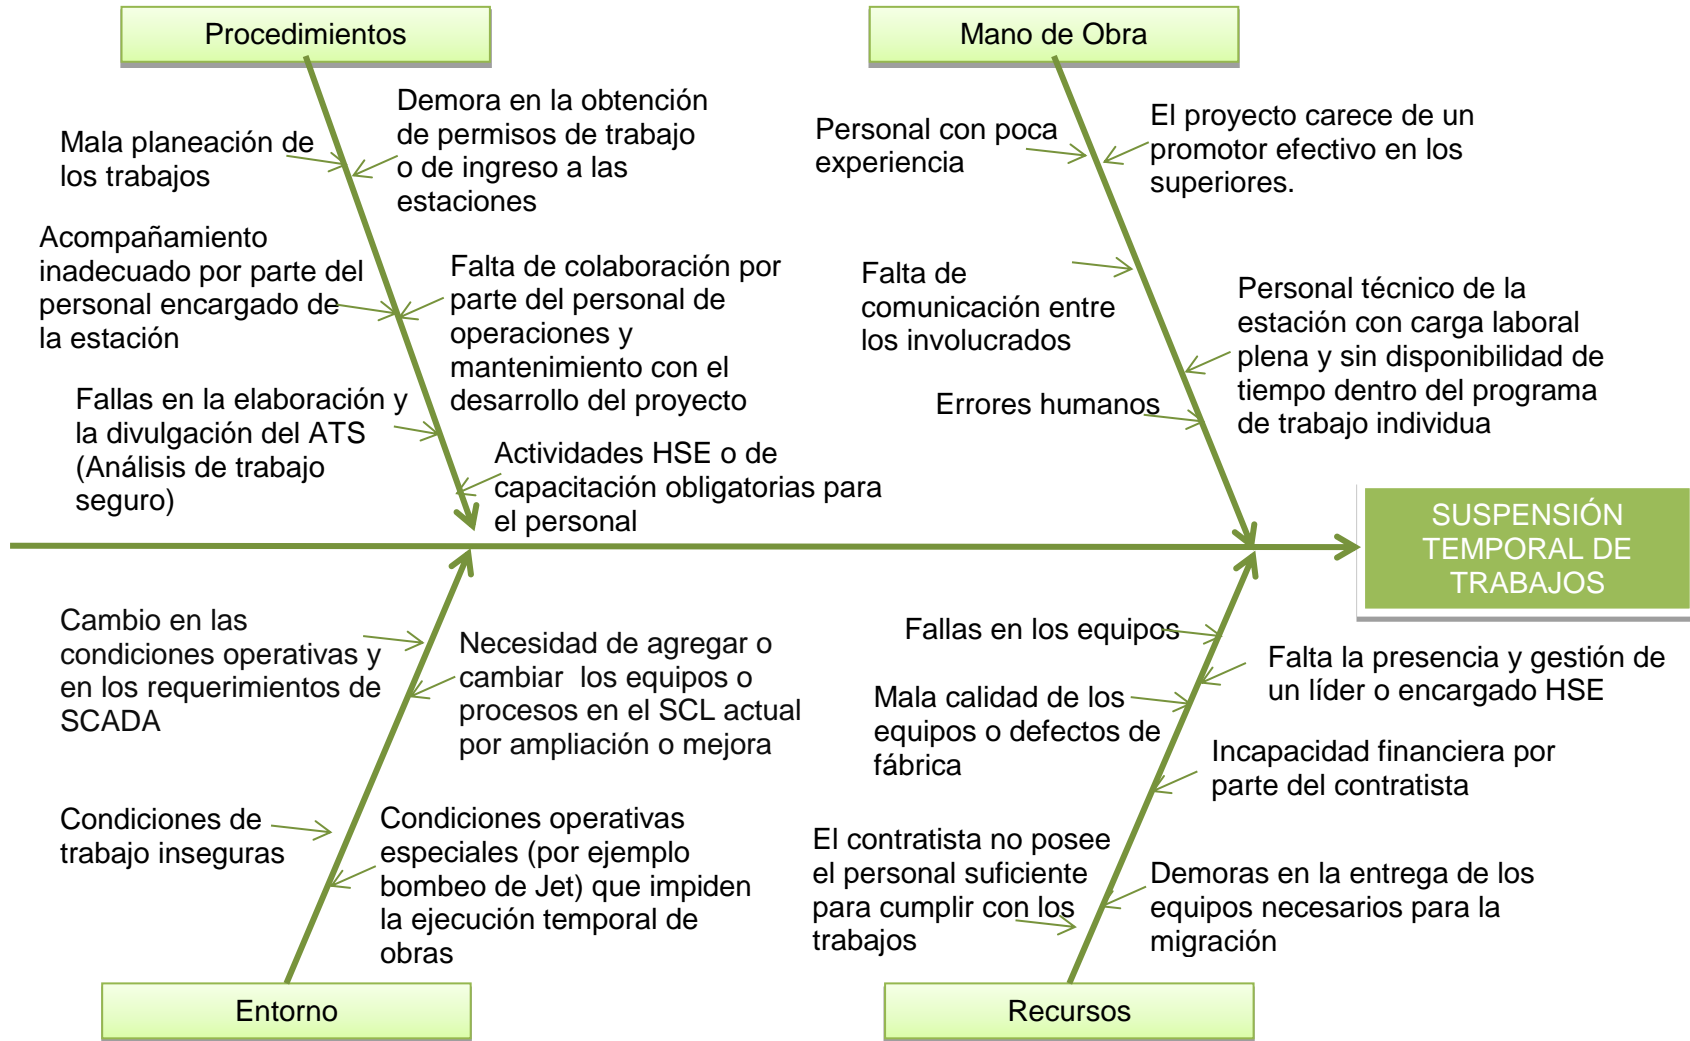 Procedimientos
Mano de Obra
Mala planeación de
los trabajos
Demora en la obtención
de permisos de trabajo
o de ingreso a las
estaciones
Acompañamiento
inadecuado por parte del
personal encargado de
la estación
Falta de colaboración por
parte del personal de
operaciones y
mantenimiento con el
desarrollo del proyecto
Fallas en la elaboración y
la divulgación del ATS
(Análisis de trabajo
seguro)
Actividades HSE o de
capacitación obligatorias para
el personal
Personal con poca
experiencia
El proyecto carece de un
promotor efectivo en los
superiores.
Falta de
comunicación entre
los involucrados
Personal técnico de la
estación con carga laboral
plena y sin disponibilidad de
tiempo dentro del programa
de trabajo individua
Errores humanos
SUSPENSIÓN
TEMPORAL DE
TRABAJOS
Cambio en las
condiciones operativas y
en los requerimientos de
SCADA
Necesidad de agregar o
cambiar  los equipos o
procesos en el SCL actual
por ampliación o mejora
Condiciones de
trabajo inseguras
Condiciones operativas
especiales (por ejemplo
bombeo de Jet) que impiden
la ejecución temporal de
obras
Fallas en los equipos
Falta la presencia y gestión de
un líder o encargado HSE
Mala calidad de los
equipos o defectos de
fábrica
Incapacidad financiera por
parte del contratista
El contratista no posee
el personal suficiente
para cumplir con los
trabajos
Demoras en la entrega de los
equipos necesarios para la
migración
Entorno
Recursos